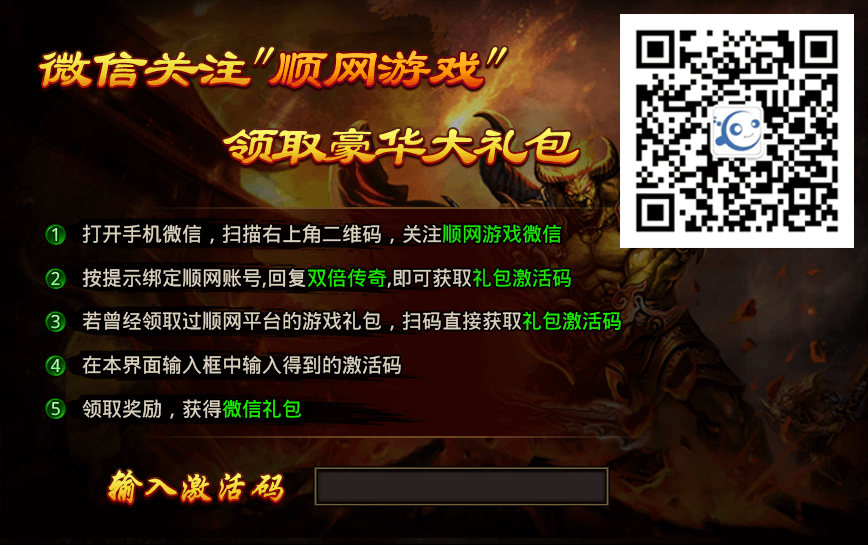 微信关注"顺网游戏"
领取豪华大礼包
1 打开手机微信，扫描右上角二维码，关注顺网游戏微信
2 按提示绑定顺网账号,回复双倍传奇,即可获取礼包激活码
3 若曾经领取过顺网平台的游戏礼包，扫码直接获取礼包激活码
4 在本界面输入框中输入得到的激活码
5 领取奖励，获得微信礼包
输入激活码